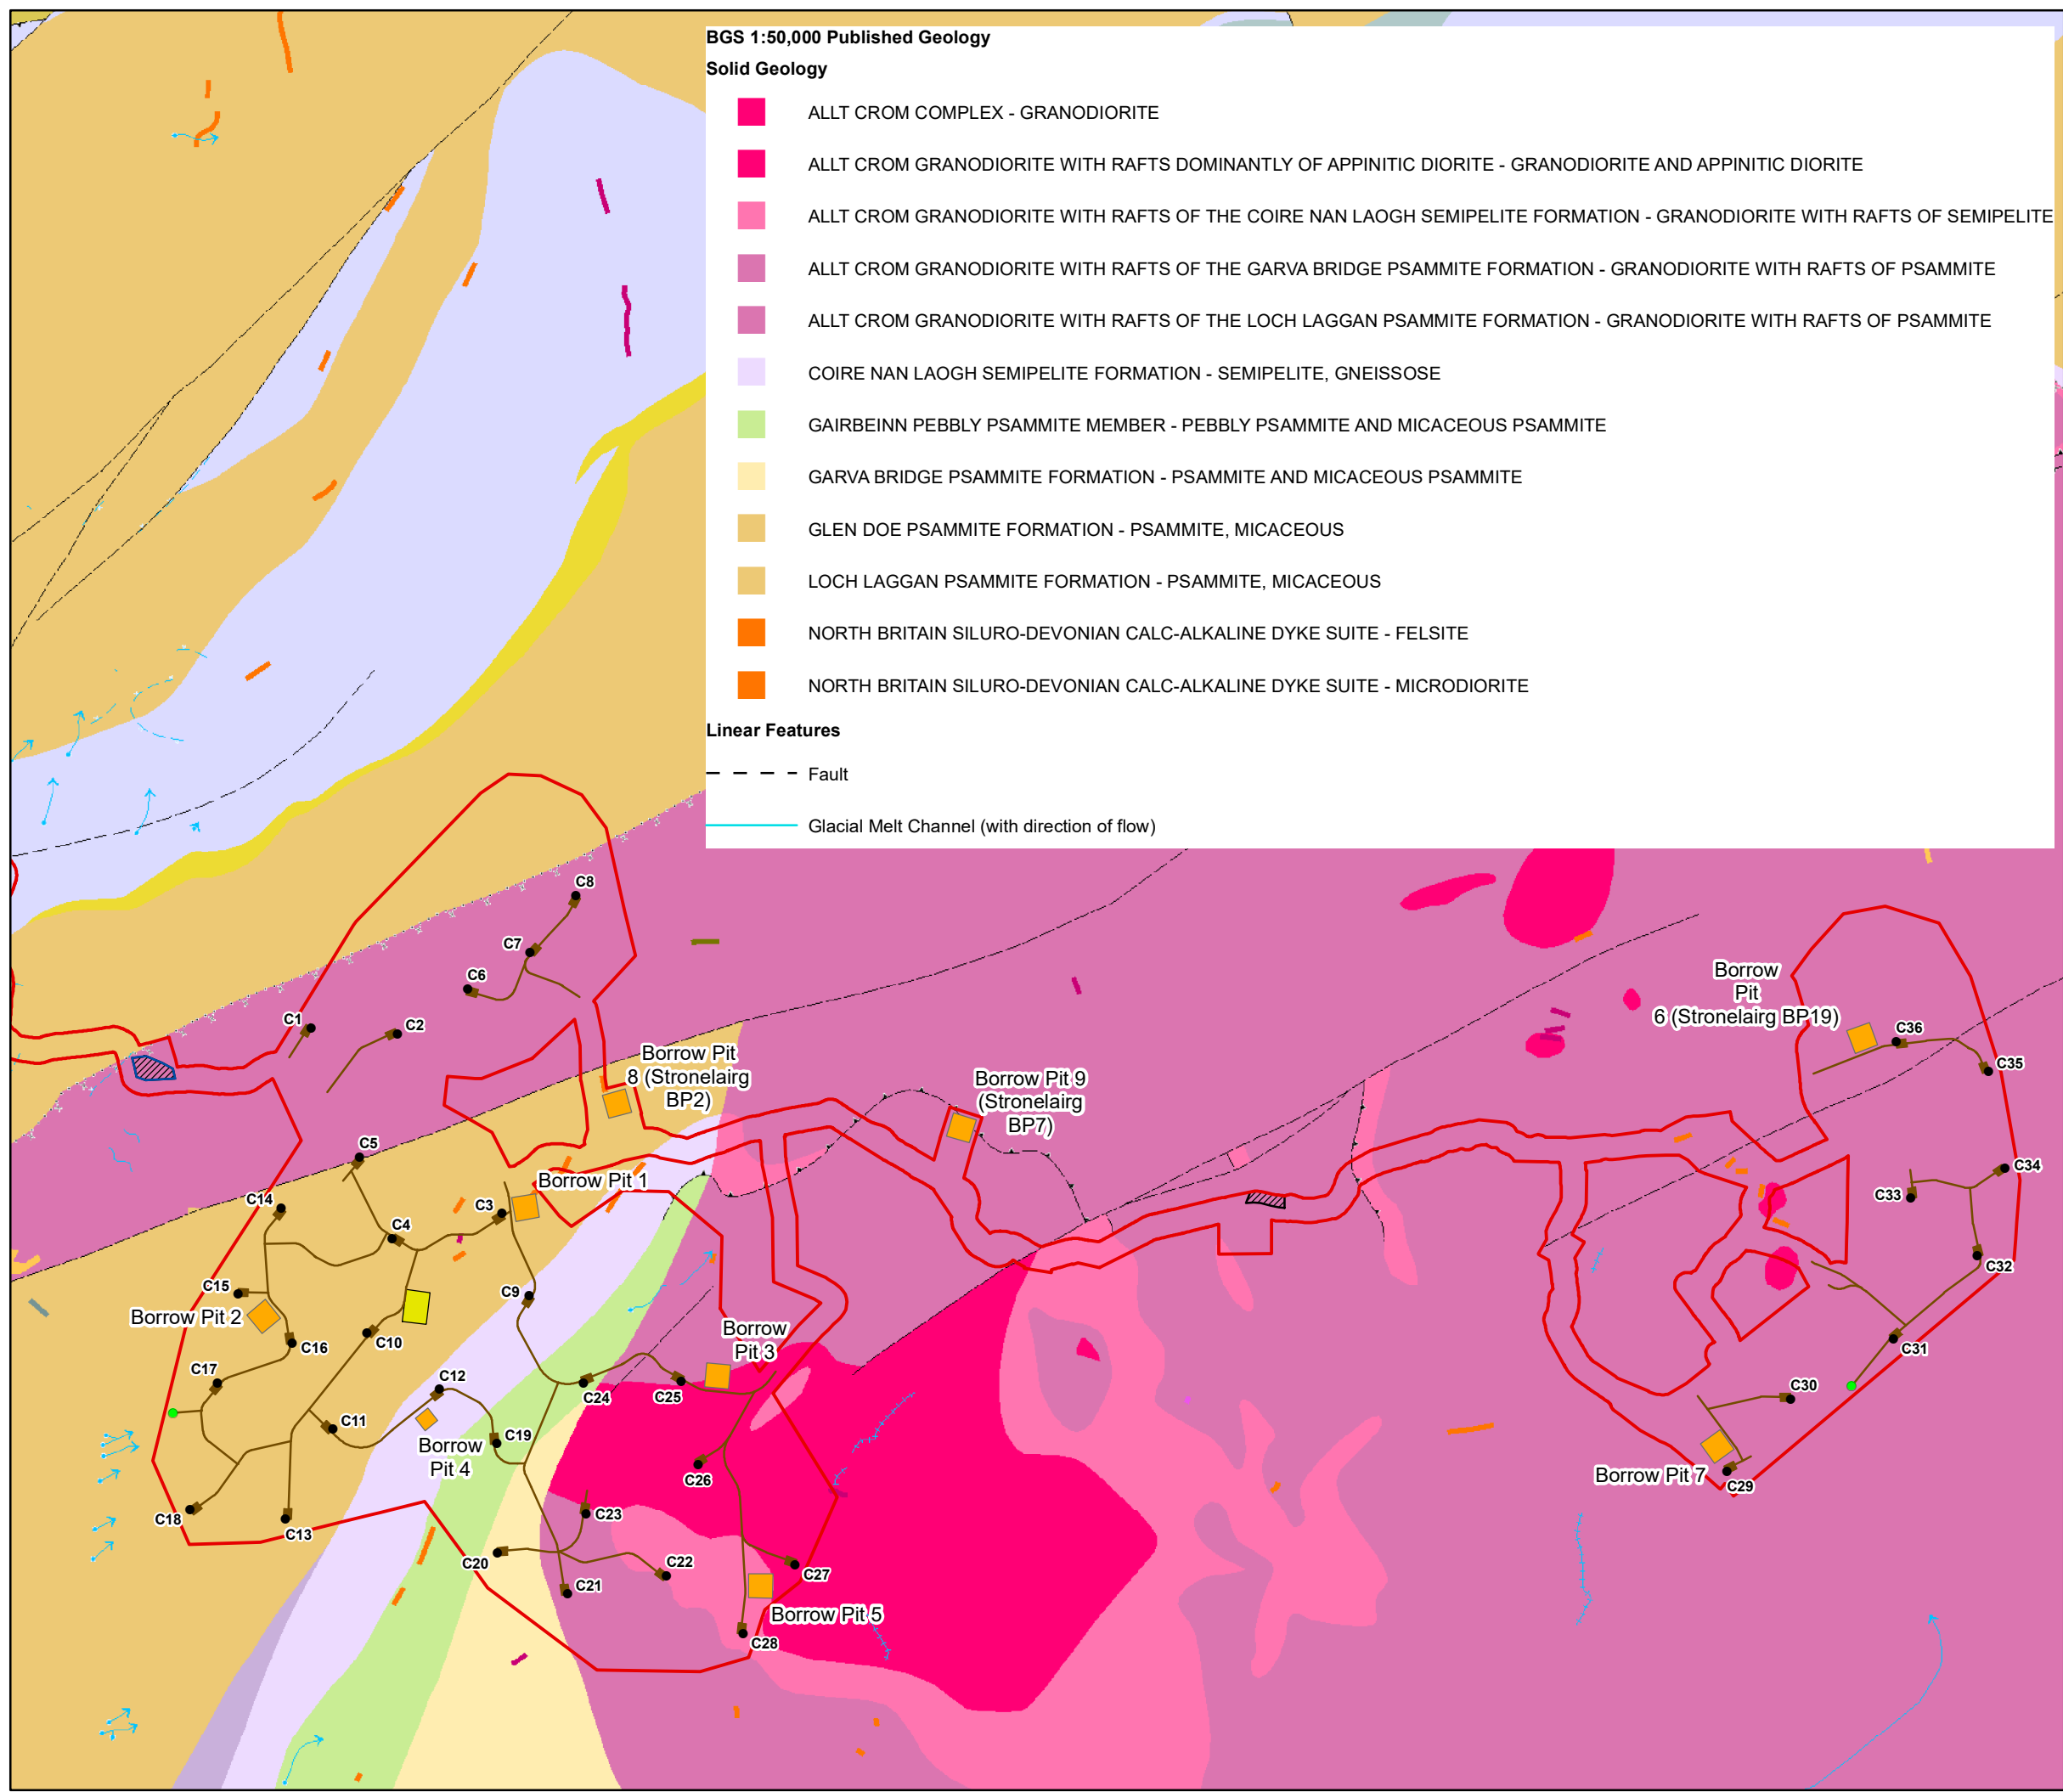 BGS 1:50,000 Published Geology
Solid Geology
ALLT CROM COMPLEX - GRANODIORITE
ALLT CROM GRANODIORITE WITH RAFTS DOMINANTLY OF APPINITIC DIORITE - GRANODIORITE AND APPINITIC DIORITE
ALLT CROM GRANODIORITE WITH RAFTS OF THE COIRE NAN LAOGH SEMIPELITE FORMATION - GRANODIORITE WITH RAFTS OF SEMIPELITE
ALLT CROM GRANODIORITE WITH RAFTS OF THE GARVA BRIDGE PSAMMITE FORMATION - GRANODIORITE WITH RAFTS OF PSAMMITE
ALLT CROM GRANODIORITE WITH RAFTS OF THE LOCH LAGGAN PSAMMITE FORMATION - GRANODIORITE WITH RAFTS OF PSAMMITE
COIRE NAN LAOGH SEMIPELITE FORMATION - SEMIPELITE, GNEISSOSE
GAIRBEINN PEBBLY PSAMMITE MEMBER - PEBBLY PSAMMITE AND MICACEOUS PSAMMITE
GARVA BRIDGE PSAMMITE FORMATION - PSAMMITE AND MICACEOUS PSAMMITE
GLEN DOE PSAMMITE FORMATION - PSAMMITE, MICACEOUS
LOCH LAGGAN PSAMMITE FORMATION - PSAMMITE, MICACEOUS
NORTH BRITAIN SILURO-DEVONIAN CALC-ALKALINE DYKE SUITE - FELSITE
NORTH BRITAIN SILURO-DEVONIAN CALC-ALKALINE DYKE SUITE - MICRODIORITE
Linear Features
Fault
Glacial Melt Channel (with direction of flow)
C8
C7
C6
C1
C2
Borrow
Pit
6 (Stronelairg BP19)
C36
C35
Borrow Pit
8 (Stronelairg
BP2)
Borrow Pit 9
(Stronelairg
BP7)
C5
C34
C33
Borrow Pit 1
C14
C3
C4
C32
C15
C9
Borrow Pit 2
C10
C16
Borrow
Pit 3
C31
C17
C12
C24
C25
C30
C11
C19
Borrow
Pit 4
C26
Borrow Pit 7
C29
C18
C13
C23
C20
C22
C27
C21
Borrow Pit 5
C28